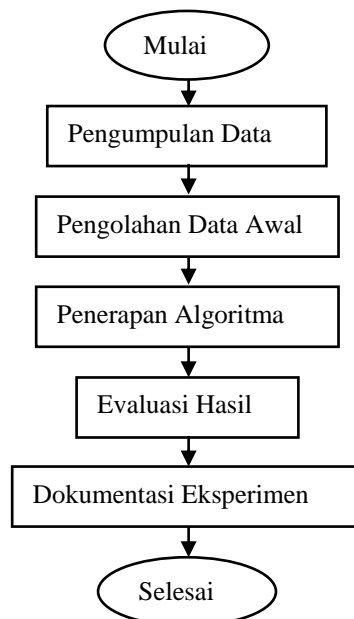 Mulai
Pengumpulan Data
Pengolahan Data Awal
Penerapan Algoritma
Evaluasi Hasil
Dokumentasi Eksperimen
Selesai